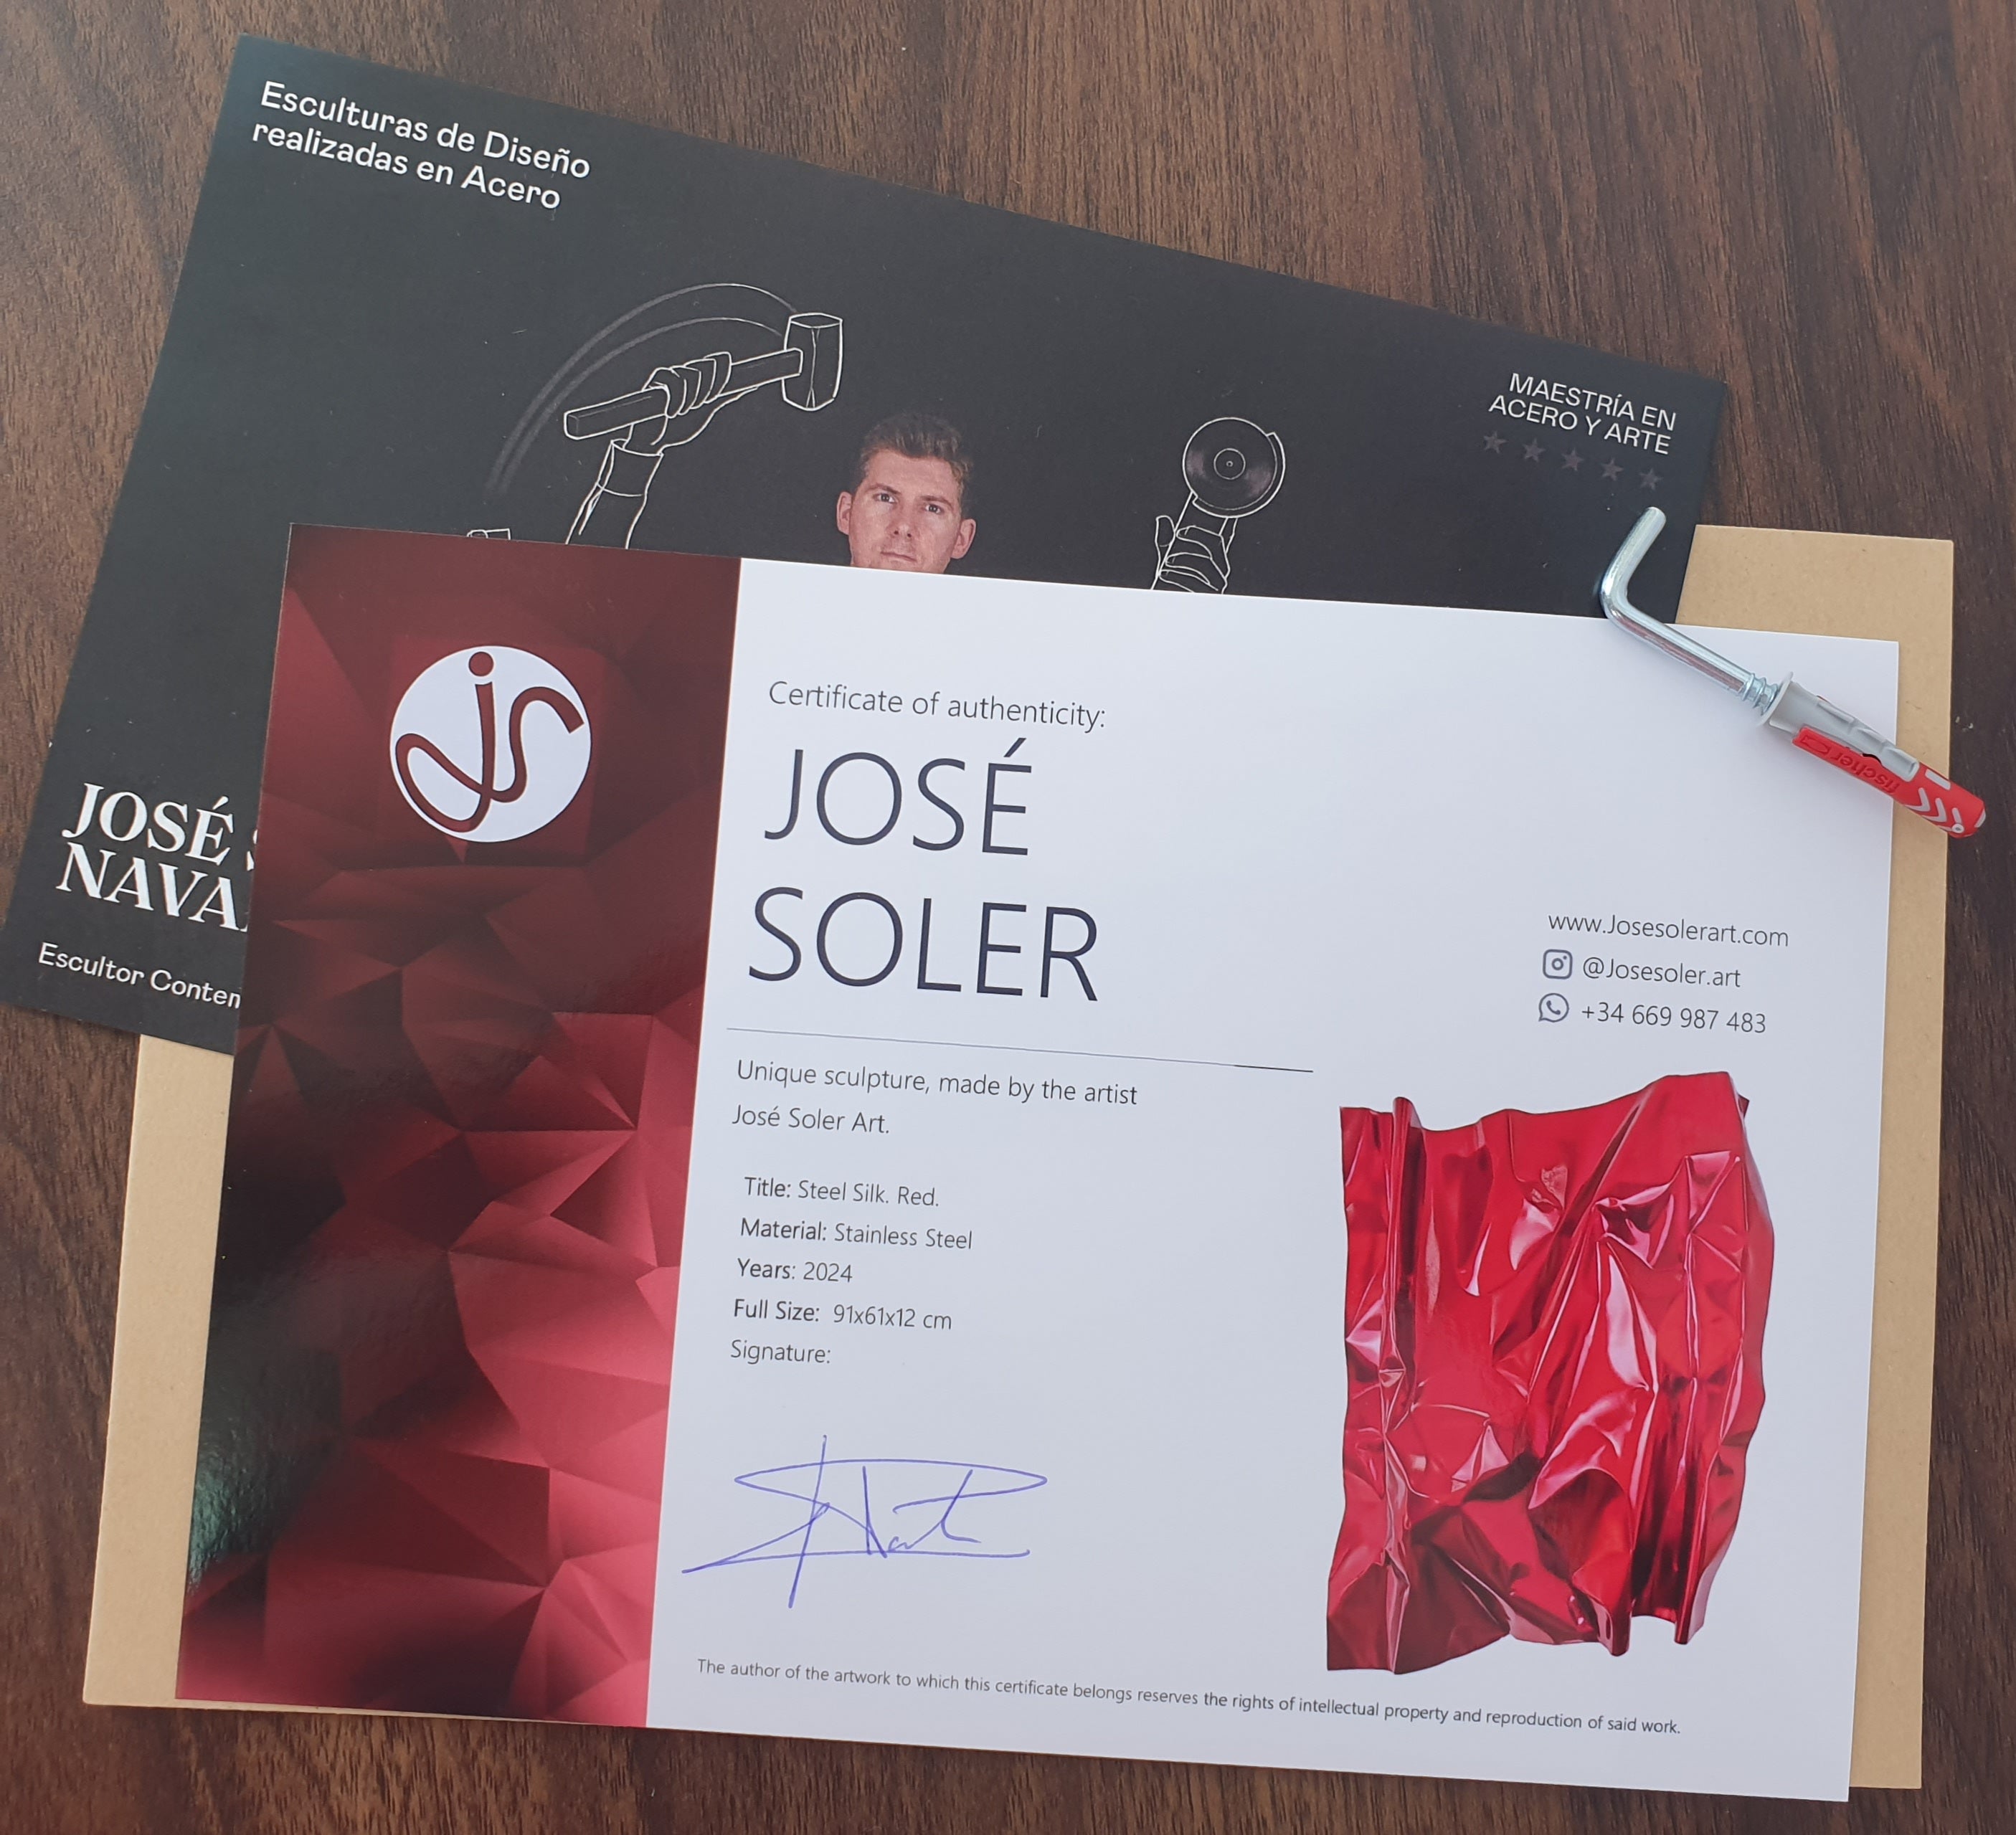 Esculturas de Diseño
realizadas en Acero
MAESTRÍA EN
ACERO Y ARTE
JOSÉ
Escultor
js
Certificate of authenticity:
JOSÉ
SOLER
www.Josesolerart.com
@Josesoler.art
+34 669 987 483
Unique sculpture, made by the artist
José Soler Art.
Title: Steel Silk. Red.
Material: Stainless Steel
Years: 2024
Full Size: 91x61x12 cm
Signature:
The author of the artwork to which this certificate belongs reserves the rights of intellectual property and reproduction of said work.
fischer